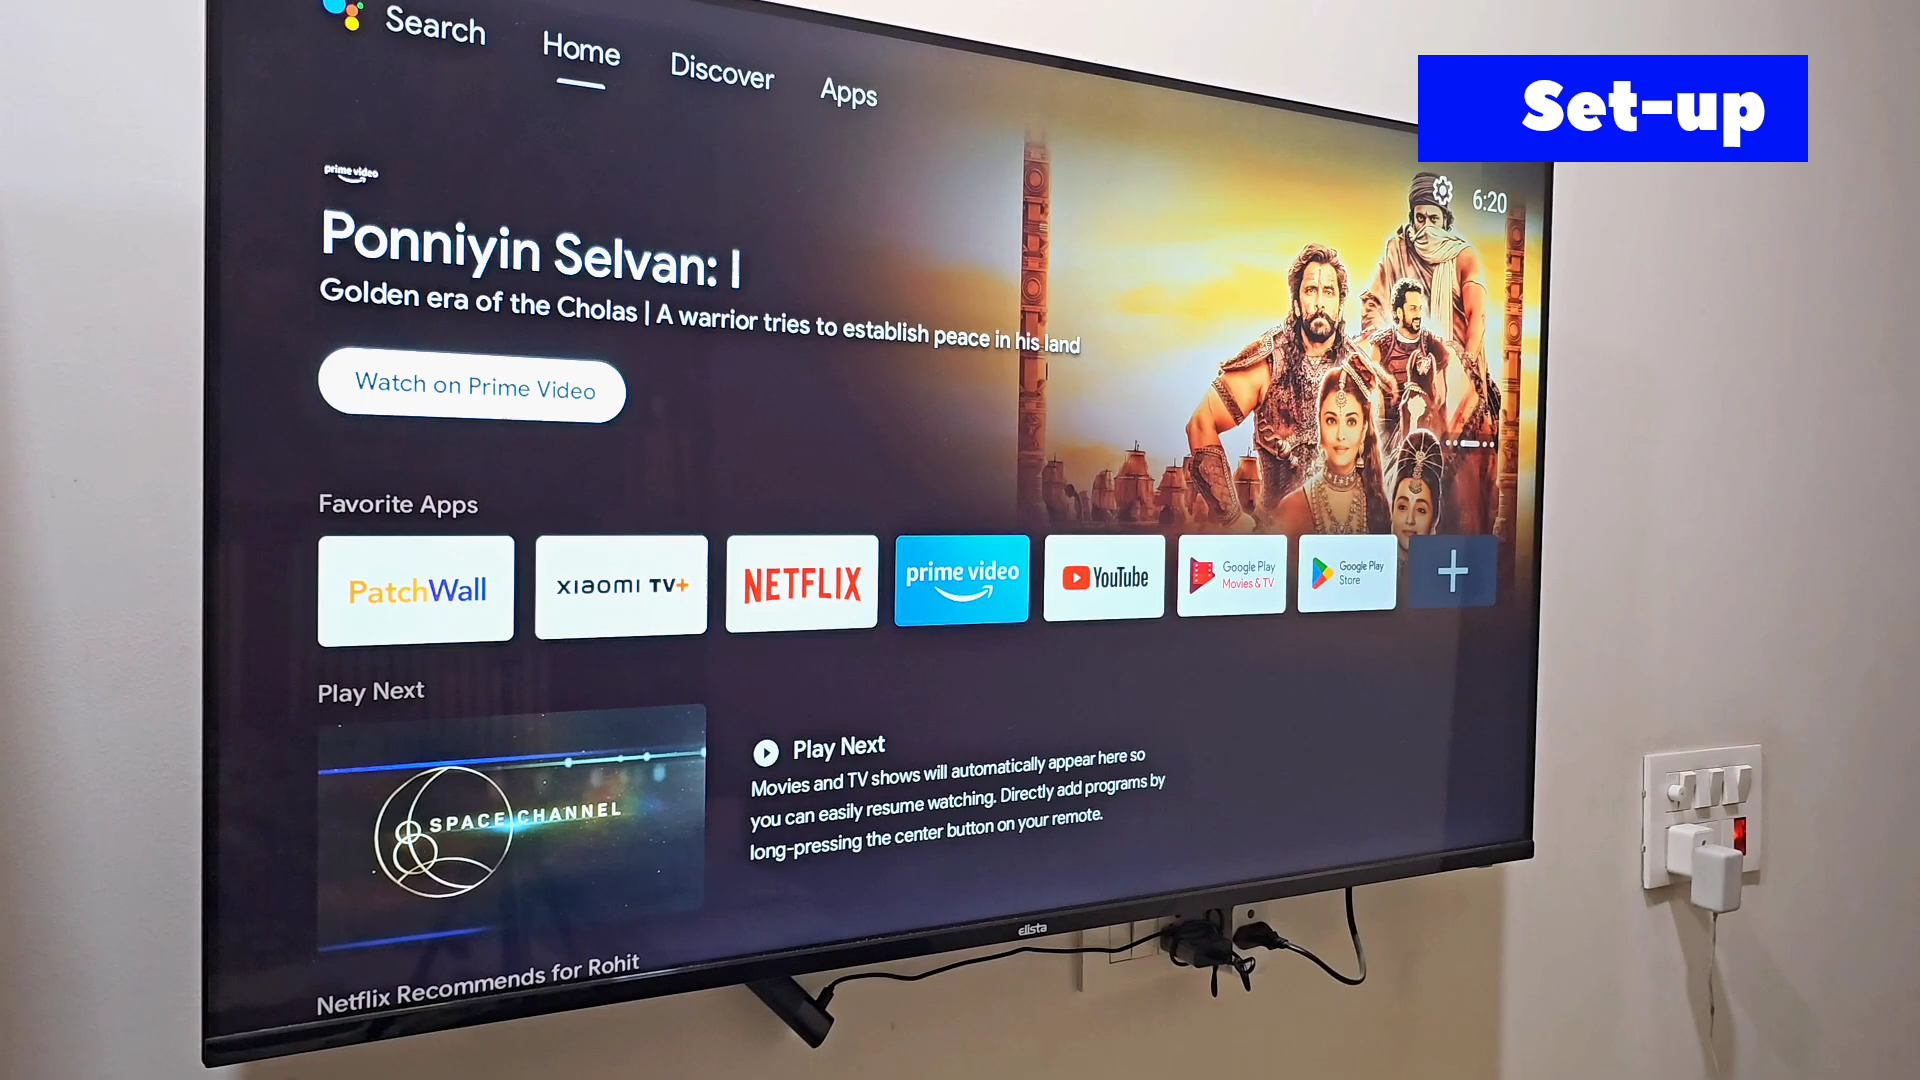 Search
Home
Discover
Apps
Set-up
6:20
prime video
Ponniyin Selvan: I
Golden era of the Cholas | A warrior tries to establish peace in his land
Watch on Prime Video
Favorite Apps
PatchWall
xiaomi TV+
NETFLIX
prime video
YouTube
Google Play
Movies & TV
Google Play
Store
Play Next
SPACE CHANNEL
Play Next
Movies and TV shows will automatically appear here so
you can easily resume watching. Directly add programs by
long-pressing the center button on your remote.
elista
Netflix Recommends for Rohit